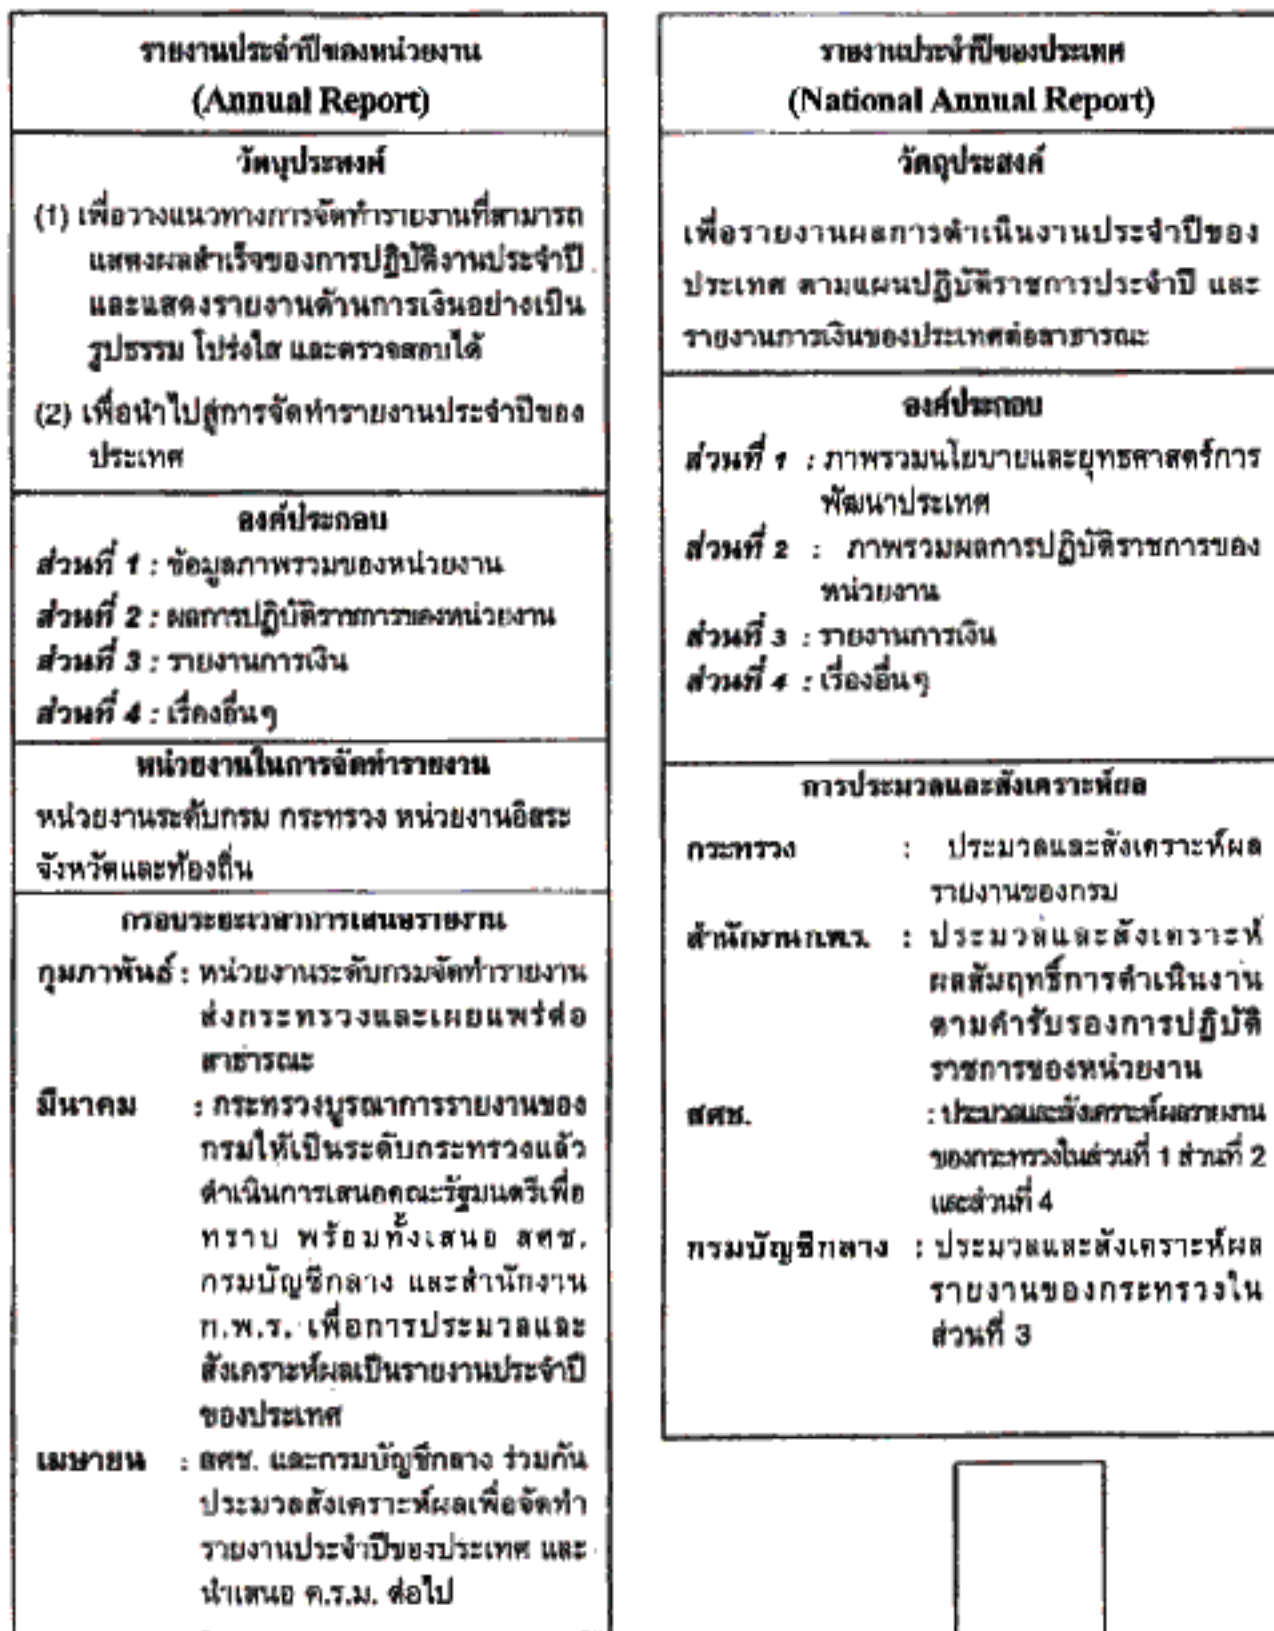 รายงานประจำปีของหน่วยงาน
(Annual Report)
วัตถุประสงค์
(1) เพื่อวางแนวทางการจัดทำรายงานที่สามารถ
แสดงผลสำเร็จของการปฏิบัติงานประจำปี
และแสดงรายงานด้านการเงินอย่างเป็น
รูปธรรม โปร่งใส และตรวจสอบได้
(2) เพื่อนำไปสู่การจัดทำรายงานประจำปีของ
ประเทศ
องค์ประกอบ
ส่วนที่ 1 : ข้อมูลภาพรวมของหน่วยงาน
ส่วนที่ 2 : ผลการปฏิบัติราชการของหน่วยงาน
ส่วนที่ 3 : รายงานการเงิน
ส่วนที่ 4 : เรื่องอื่นๆ
หน่วยงานในการจัดทำรายงาน
หน่วยงานระดับกรม กระทรวง หน่วยงานอิสระ
จังหวัดและท้องถิ่น
กรอบระยะเวลาการเสนอรายงาน
กุมภาพันธ์ : หน่วยงานระดับกรมจัดทำรายงาน
ส่งกระทรวงและเผยแพร่ต่อ
สาธารณะ
มีนาคม : กระทรวงบูรณาการรายงานของ
กรมให้เป็นระดับกระทรวงแล้ว
ดำเนินการเสนอคณะรัฐมนตรีเพื่อ
ทราบ พร้อมทั้งเสนอ สศช.
กรมบัญชีกลาง และสำนักงาน
ก.พ.ร. เพื่อการประมวลและ
สังเคราะห์ผลเป็นรายงานประจำปี
ของประเทศ
เมษายน : สศช. และกรมบัญชีกลาง ร่วมกัน
ประมวลสังเคราะห์ผลเพื่อจัดทำ
รายงานประจำปีของประเทศ และ
นำเสนอ ค.ร.ม. ต่อไป
รายงานประจำปีของประเทศ
(National Annual Report)
วัตถุประสงค์
เพื่อรายงานผลการดำเนินงานประจำปีของ
ประเทศ ตามแผนปฏิบัติราชการประจำปี และ
รายงานการเงินของประเทศต่อสาธารณะ
องค์ประกอบ
ส่วนที่ 1 : ภาพรวมนโยบายและยุทธศาสตร์การ
พัฒนาประเทศ
ส่วนที่ 2 : ภาพรวมผลการปฏิบัติราชการของ
หน่วยงาน
ส่วนที่ 3 : รายงานการเงิน
ส่วนที่ 4 : เรื่องอื่นๆ
การประมวลและสังเคราะห์ผล
กระทรวง : ประมวลและสังเคราะห์ผล
รายงานของกรม
สำนักงาน ก.พ.ร. : ประมวลและสังเคราะห์
ผลสัมฤทธิ์การดำเนินงาน
ตามคำรับรองการปฏิบัติ
ราชการของหน่วยงาน
สศช. : ประมวลและสังเคราะห์ผลรายงาน
ของกระทรวงในส่วนที่ 1 ส่วนที่ 2
และส่วนที่ 4
กรมบัญชีกลาง : ประมวลและสังเคราะห์ผล
รายงานของกระทรวงใน
ส่วนที่ 3